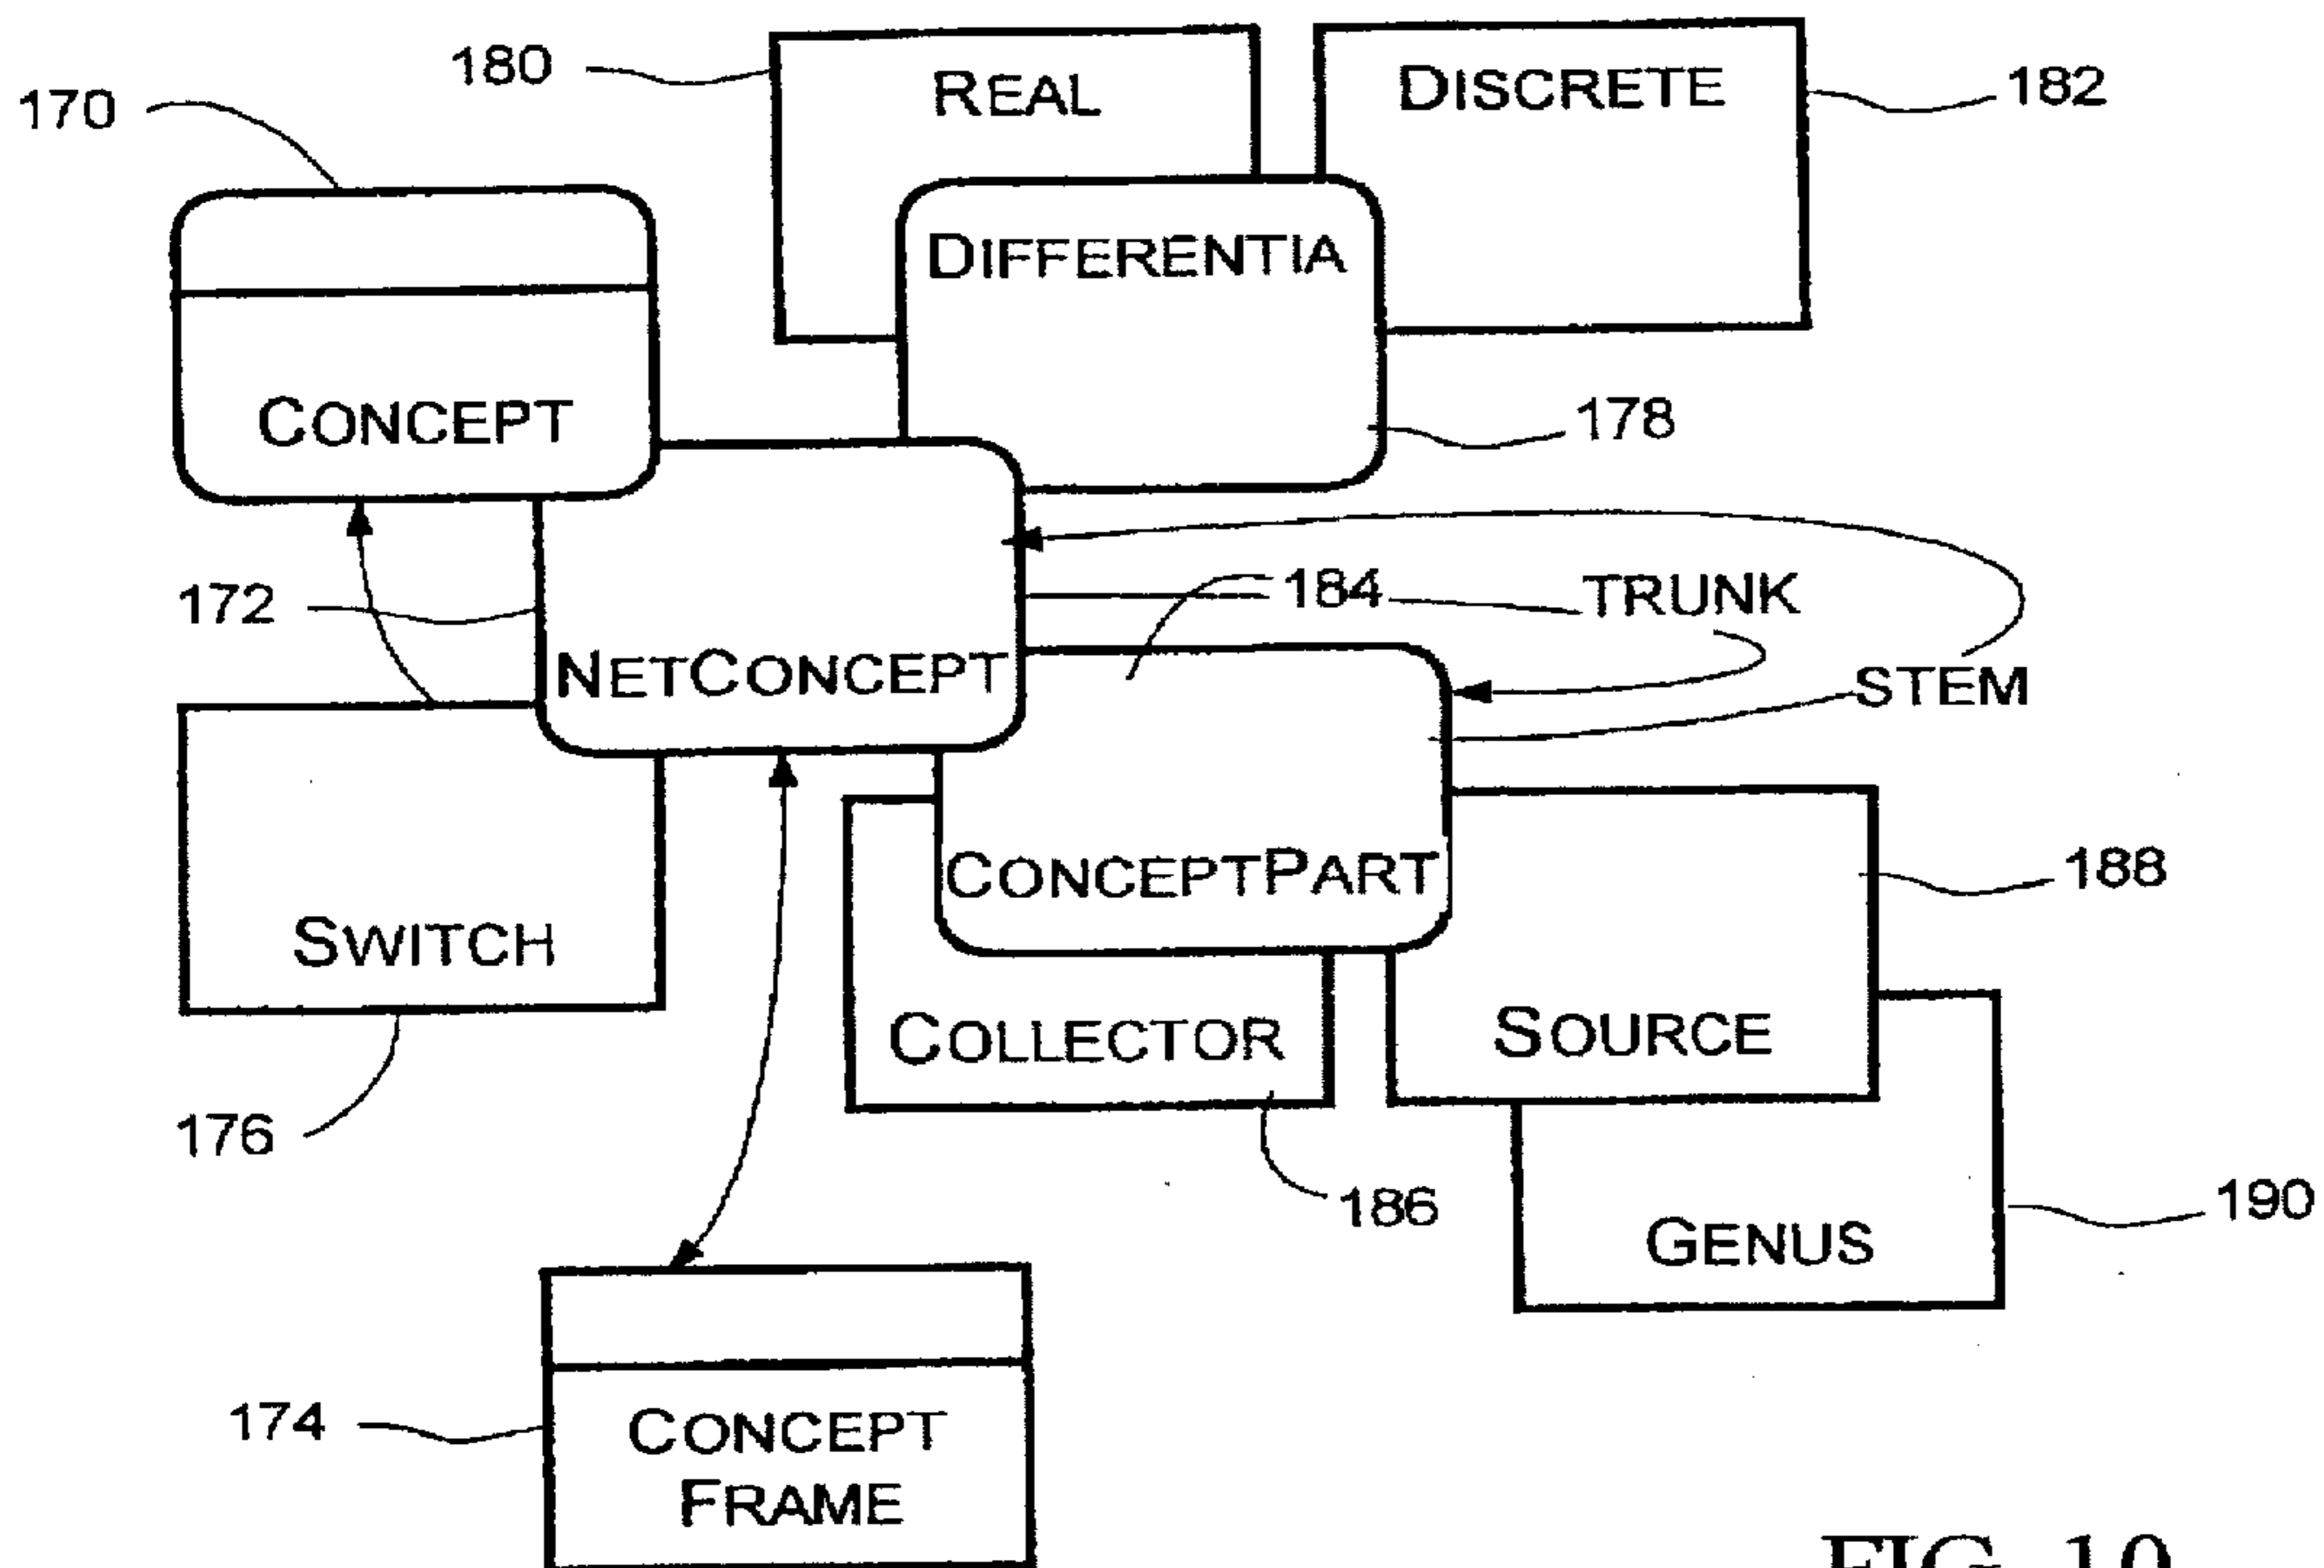 180
REAL
DISCRETE
182
170
DIFFERENTIA
CONCEPT
178
172
184
TRUNK
NETCONCEPT
STEM
CONCEPTPART
188
SWITCH
COLLECTOR
SOURCE
176
186
190
GENUS
174
CONCEPT
FRAME
FIG. 10